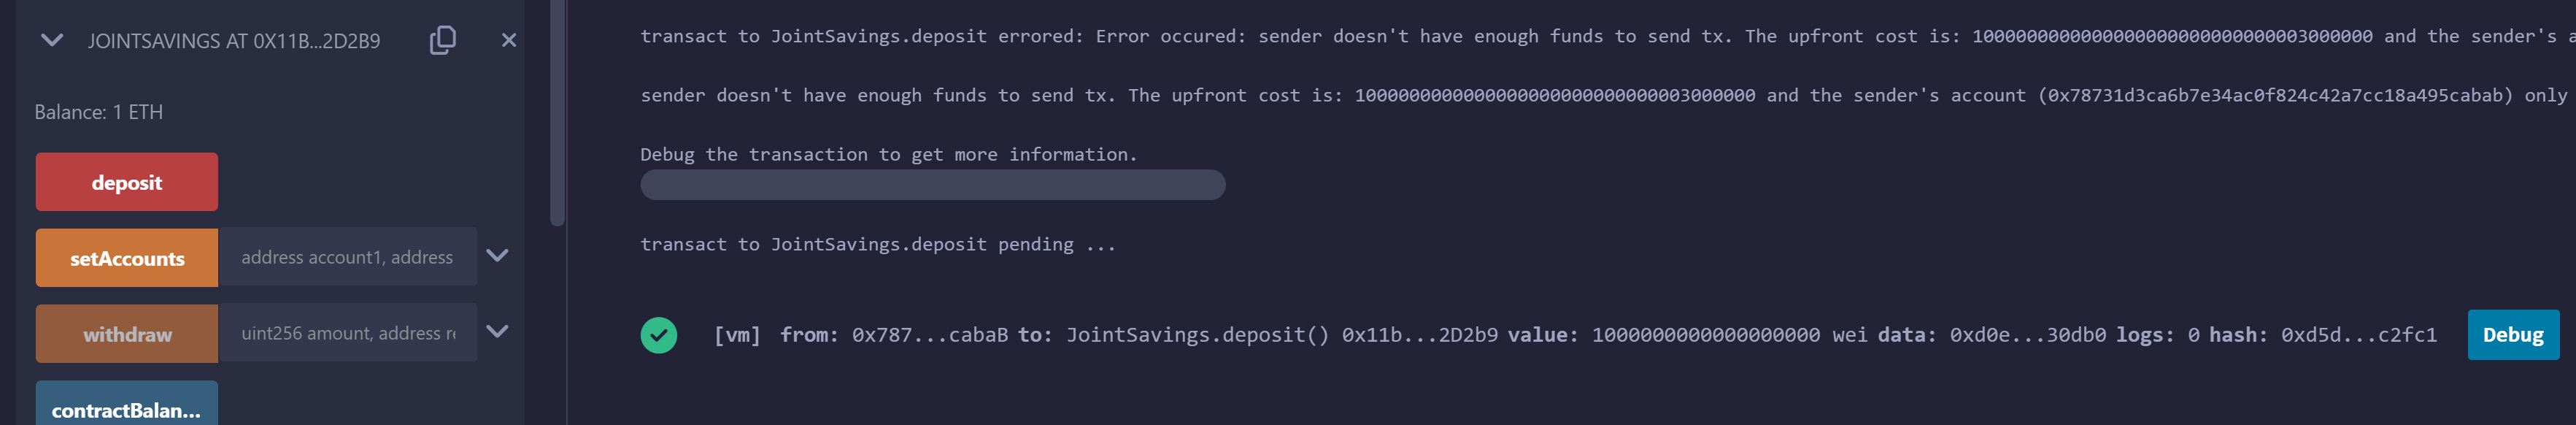 JOINTSAVINGS AT 0X11B...2D2B9
Balance: 1 ETH
deposit
setAccounts address account1, address
withdraw uint256 amount, address re
contractBalan...
transact to JointSavings.deposit errored: Error occured: sender doesn't have enough funds to send tx. The upfront cost is: 1000000000000000000000000000003000000 and the sender's a
sender doesn't have enough funds to send tx. The upfront cost is: 1000000000000000000000000000003000000 and the sender's account (0x78731d3ca6b7e34ac0f824c42a7cc18a495cabab) only
Debug the transaction to get more information.
transact to JointSavings.deposit pending ...
[vm] from: 0x787...cabaB to: JointSavings.deposit() 0x11b...2D2b9 value: 1000000000000000000 wei data: 0xd0e...30db0 logs: 0 hash: 0xd5d...c2fc1 Debug